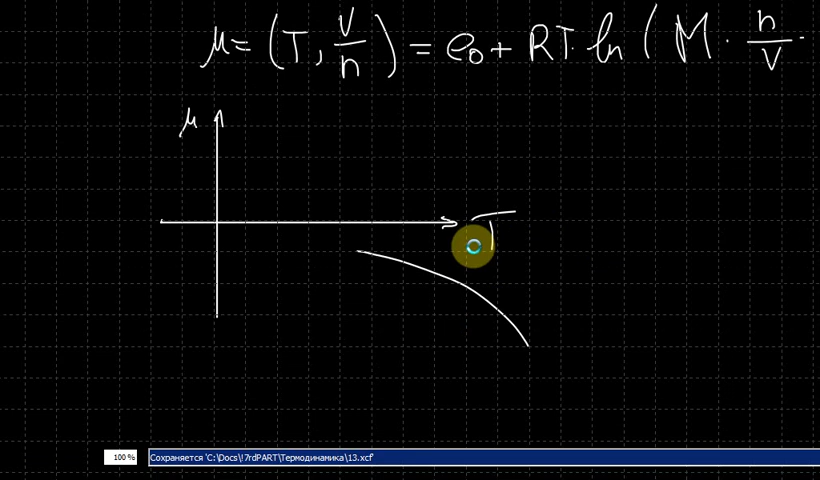 μ = (T, V/n) = e₀ + RT · ln ( M · n/V ·
μ
T
100 %
Сохраняется 'C:\Docs\!7rdPART\Термодинамика\13.xcf'